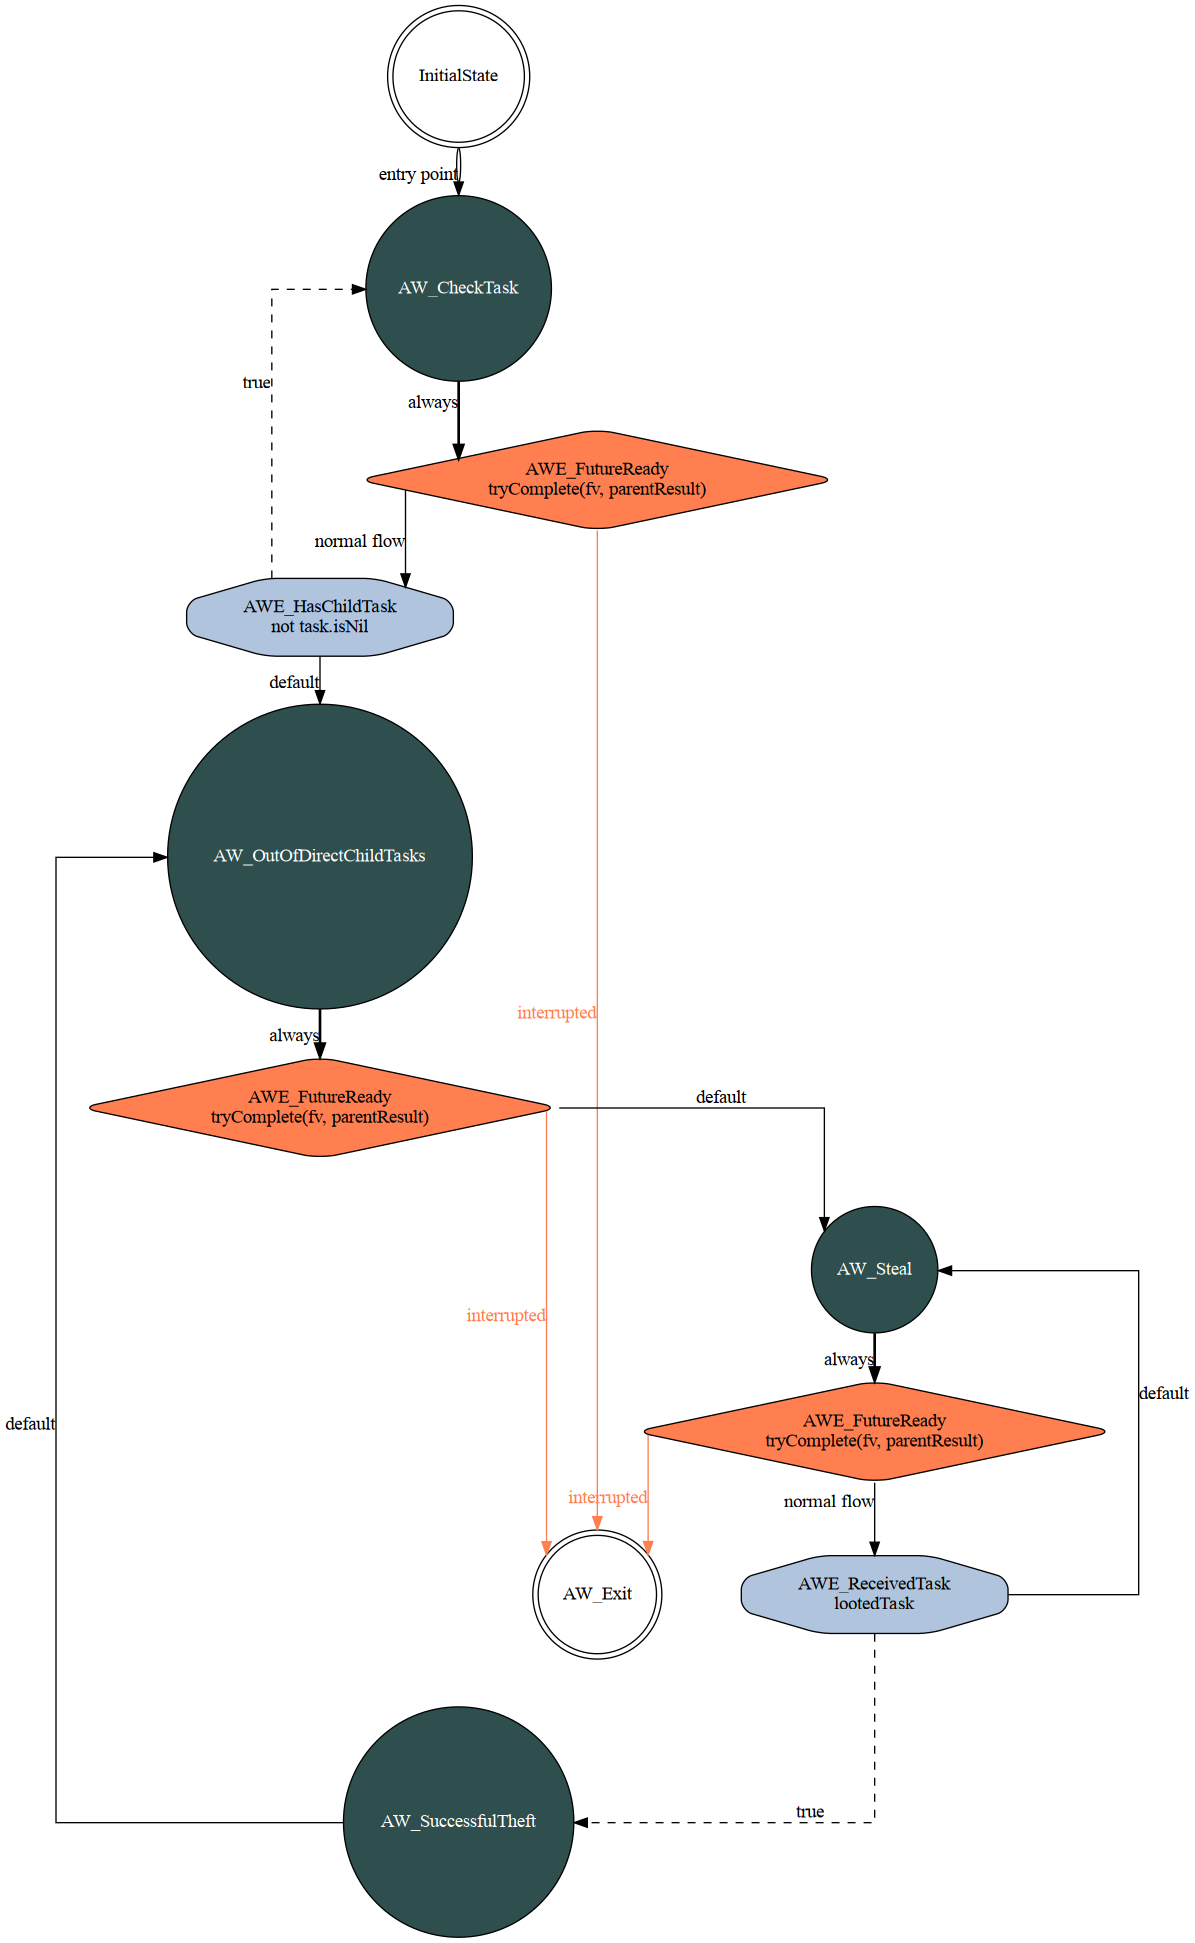 InitialState
entry point
AW_CheckTask
true
always
AWE_FutureReady
tryComplete(fv, parentResult)
normal flow
AWE_HasChildTask
not task.isNil
default
AW_OutOfDirectChildTasks
interrupted
always
AWE_FutureReady
tryComplete(fv, parentResult)
default
AW_Steal
interrupted
always
default
default
AWE_FutureReady
tryComplete(fv, parentResult)
interrupted
normal flow
AW_Exit
AWE_ReceivedTask
lootedTask
true
AW_SuccessfulTheft